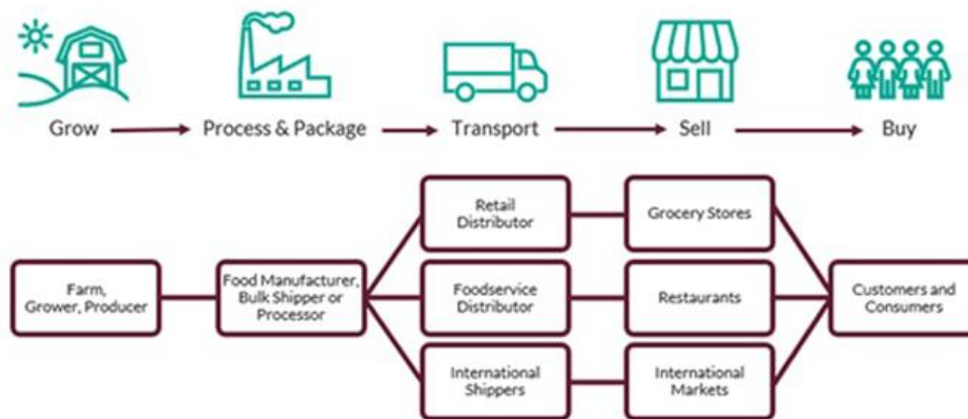 Grow
Process & Package
Transport
Sell
Buy
Farm,
Grower, Producer
Food Manufacturer,
Bulk Shipper or
Processor
Retail
Distributor
Grocery Stores
Foodservice
Distributor
Restaurants
International
Shippers
International
Markets
Customers and
Consumers